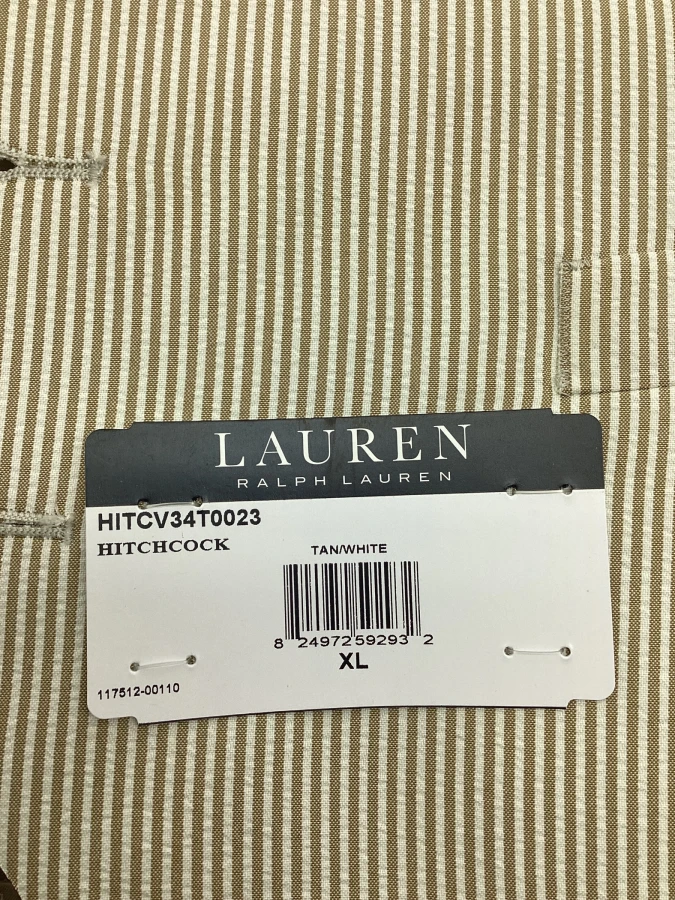 LAUREN
RALPH LAUREN
HITCV34T0023
HITCHCOCK
TAN/WHITE
8 24972 59293 2
XL
117512-00110